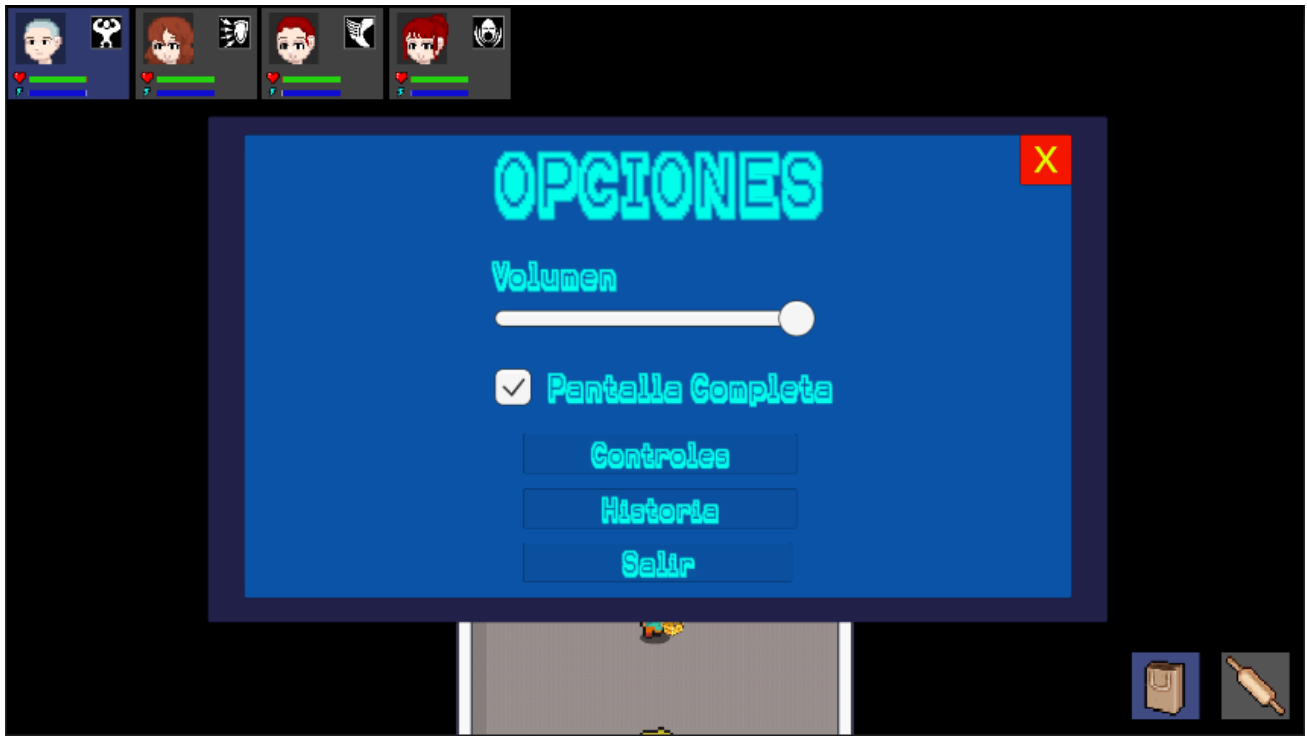 OPCIONES
X
Volumen
Pantalla Completa
Controles
Historia
Salir